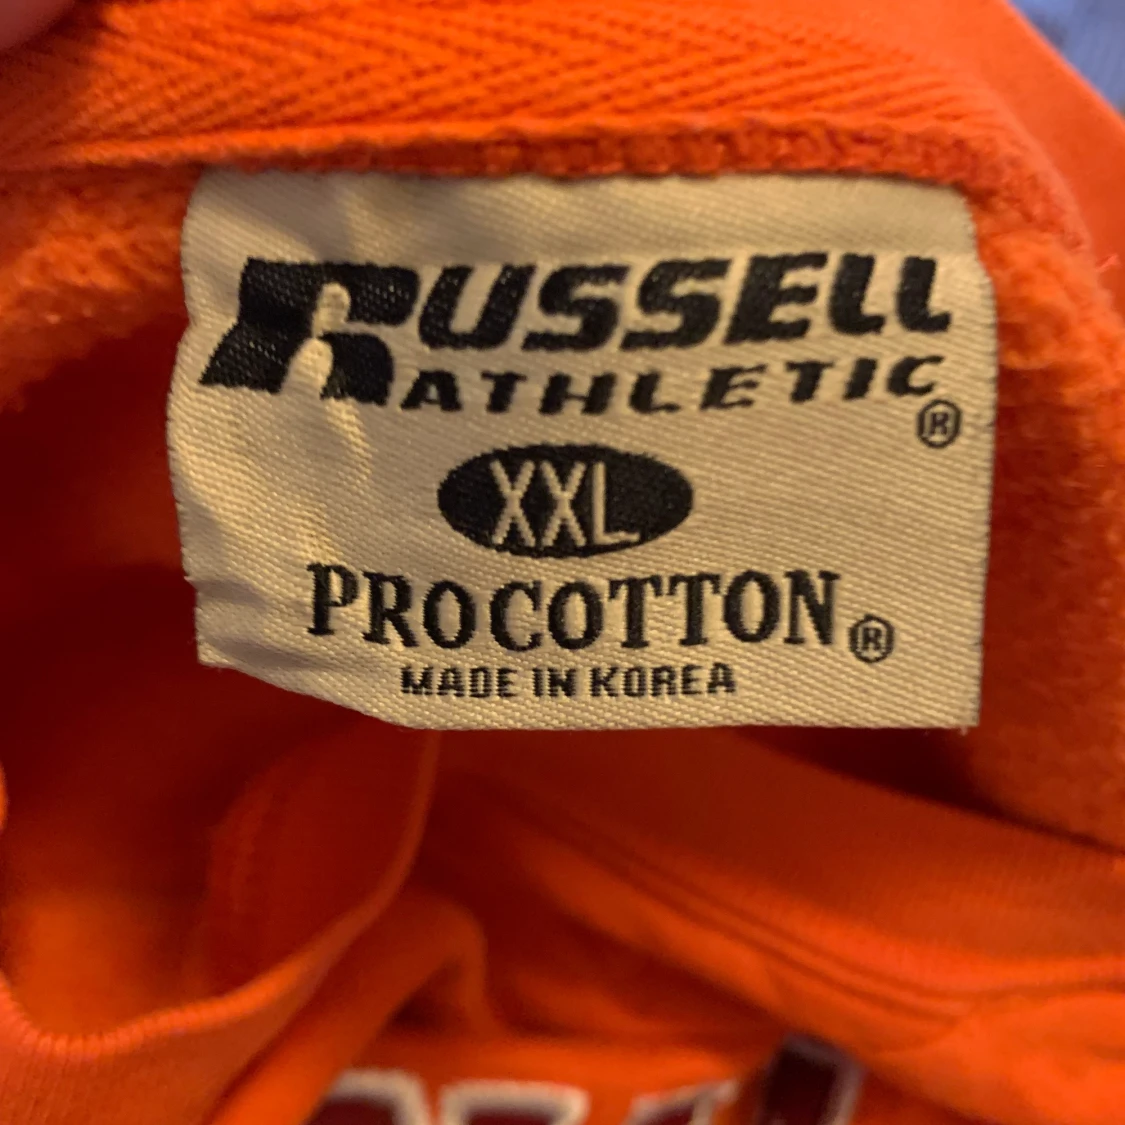 RUSSELL
ATHLETIC®
XXL
PROCOTTON®
MADE IN KOREA